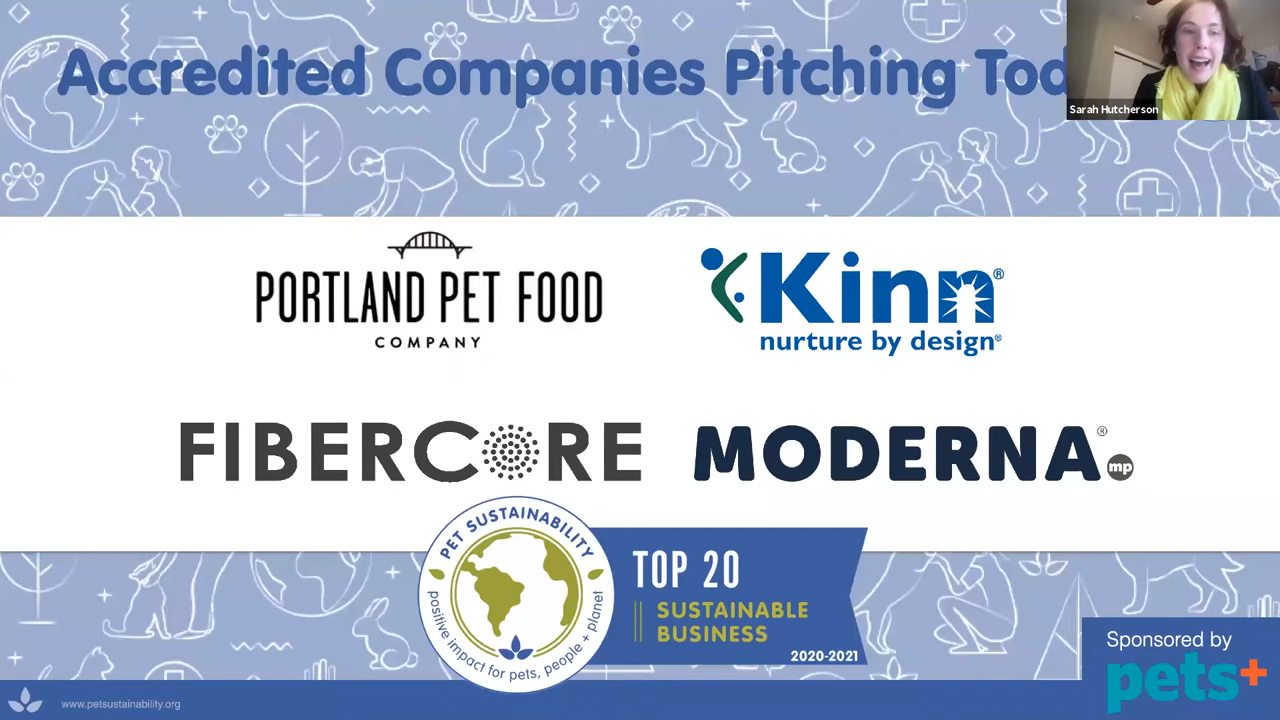 Accredited Companies Pitching Tod
Sarah Hutcherson
PORTLAND PET FOOD
COMPANY
Kinn®
nurture by design®
FIBERCORE
MODERNA®
mp
PET SUSTAINABILITY
positive impact for pets, people + planet
TOP 20
SUSTAINABLE
BUSINESS
2020-2021
Sponsored by
pets+
www.petsustainability.org